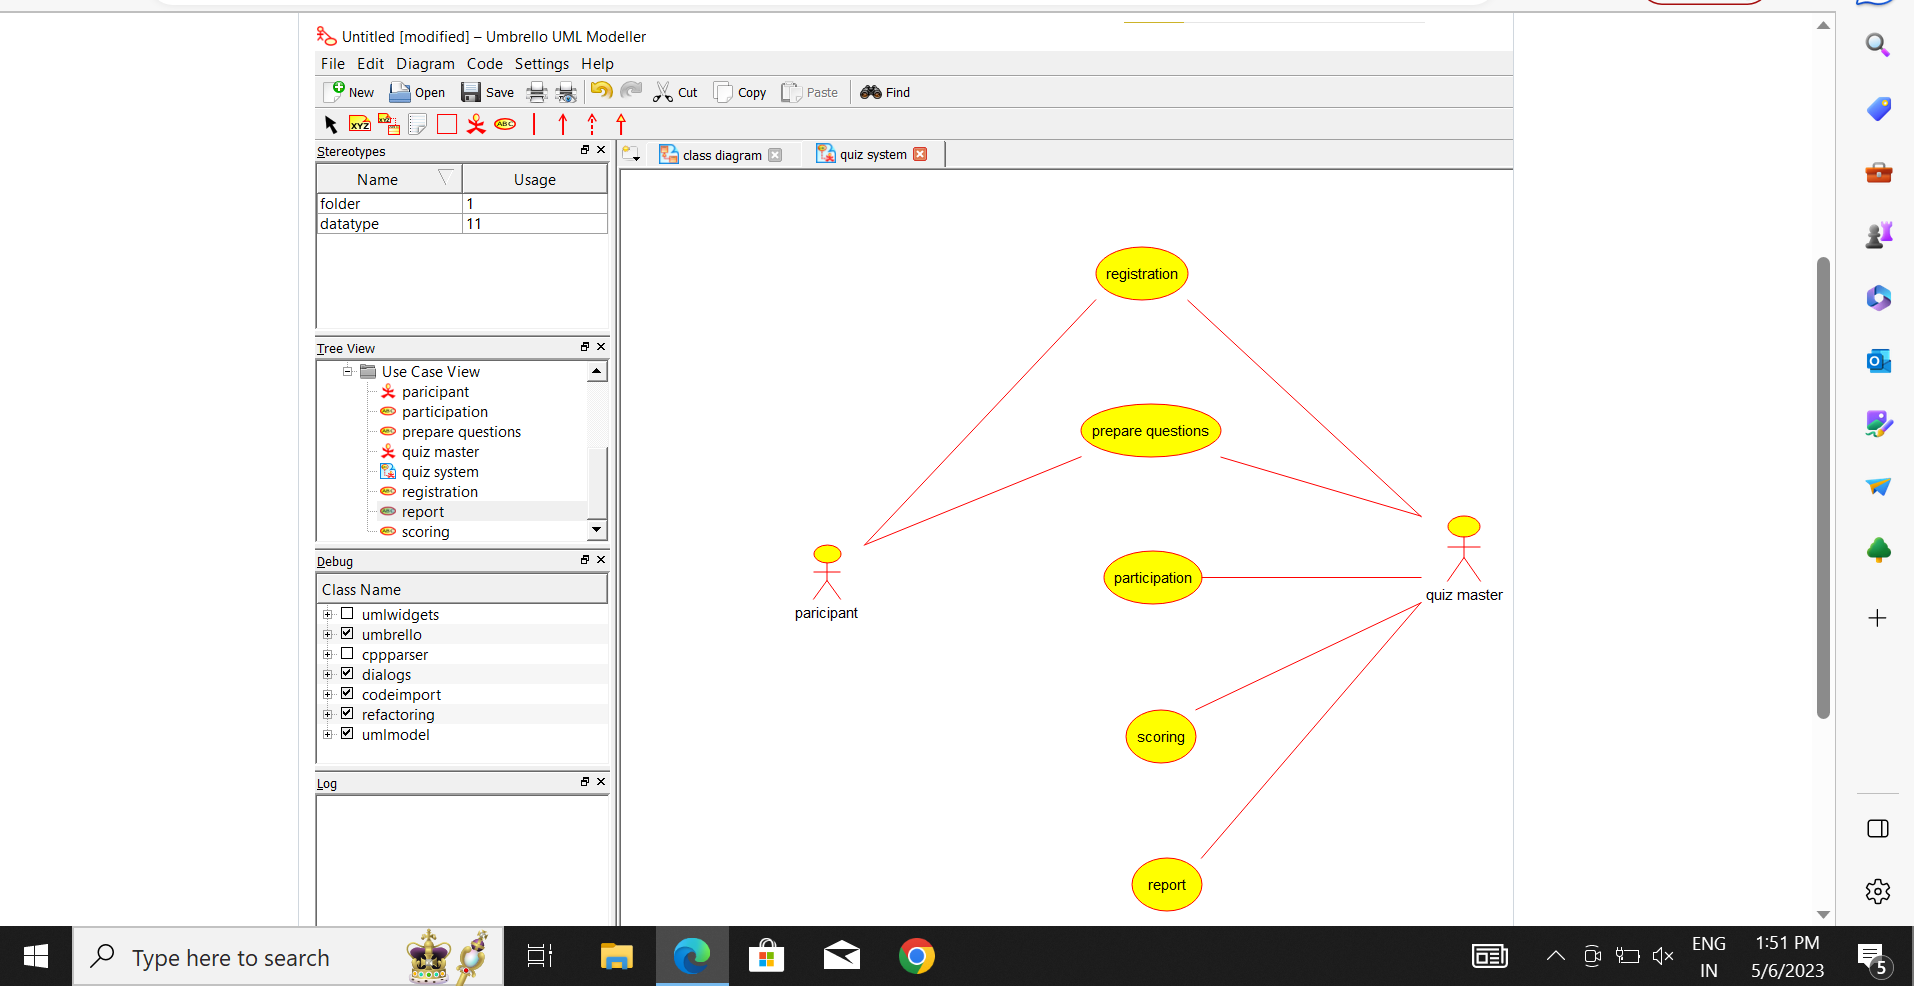 Untitled [modified] – Umbrello UML Modeller
File Edit Diagram Code Settings Help
New Open Save Cut Copy Paste Find
XYZ XYZ ABC
Stereotypes
class diagram quiz system
Name Usage
folder 1
datatype 11
registration
Tree View
Use Case View
paricipant
participation
prepare questions
quiz master
quiz system
registration
report
scoring
prepare questions
participation
quiz master
paricipant
scoring
report
Debug
Class Name
umlwidgets
umbrello
cppparser
dialogs
codeimport
refactoring
umlmodel
Log
Type here to search
ENG
IN
1:51 PM
5/6/2023
5